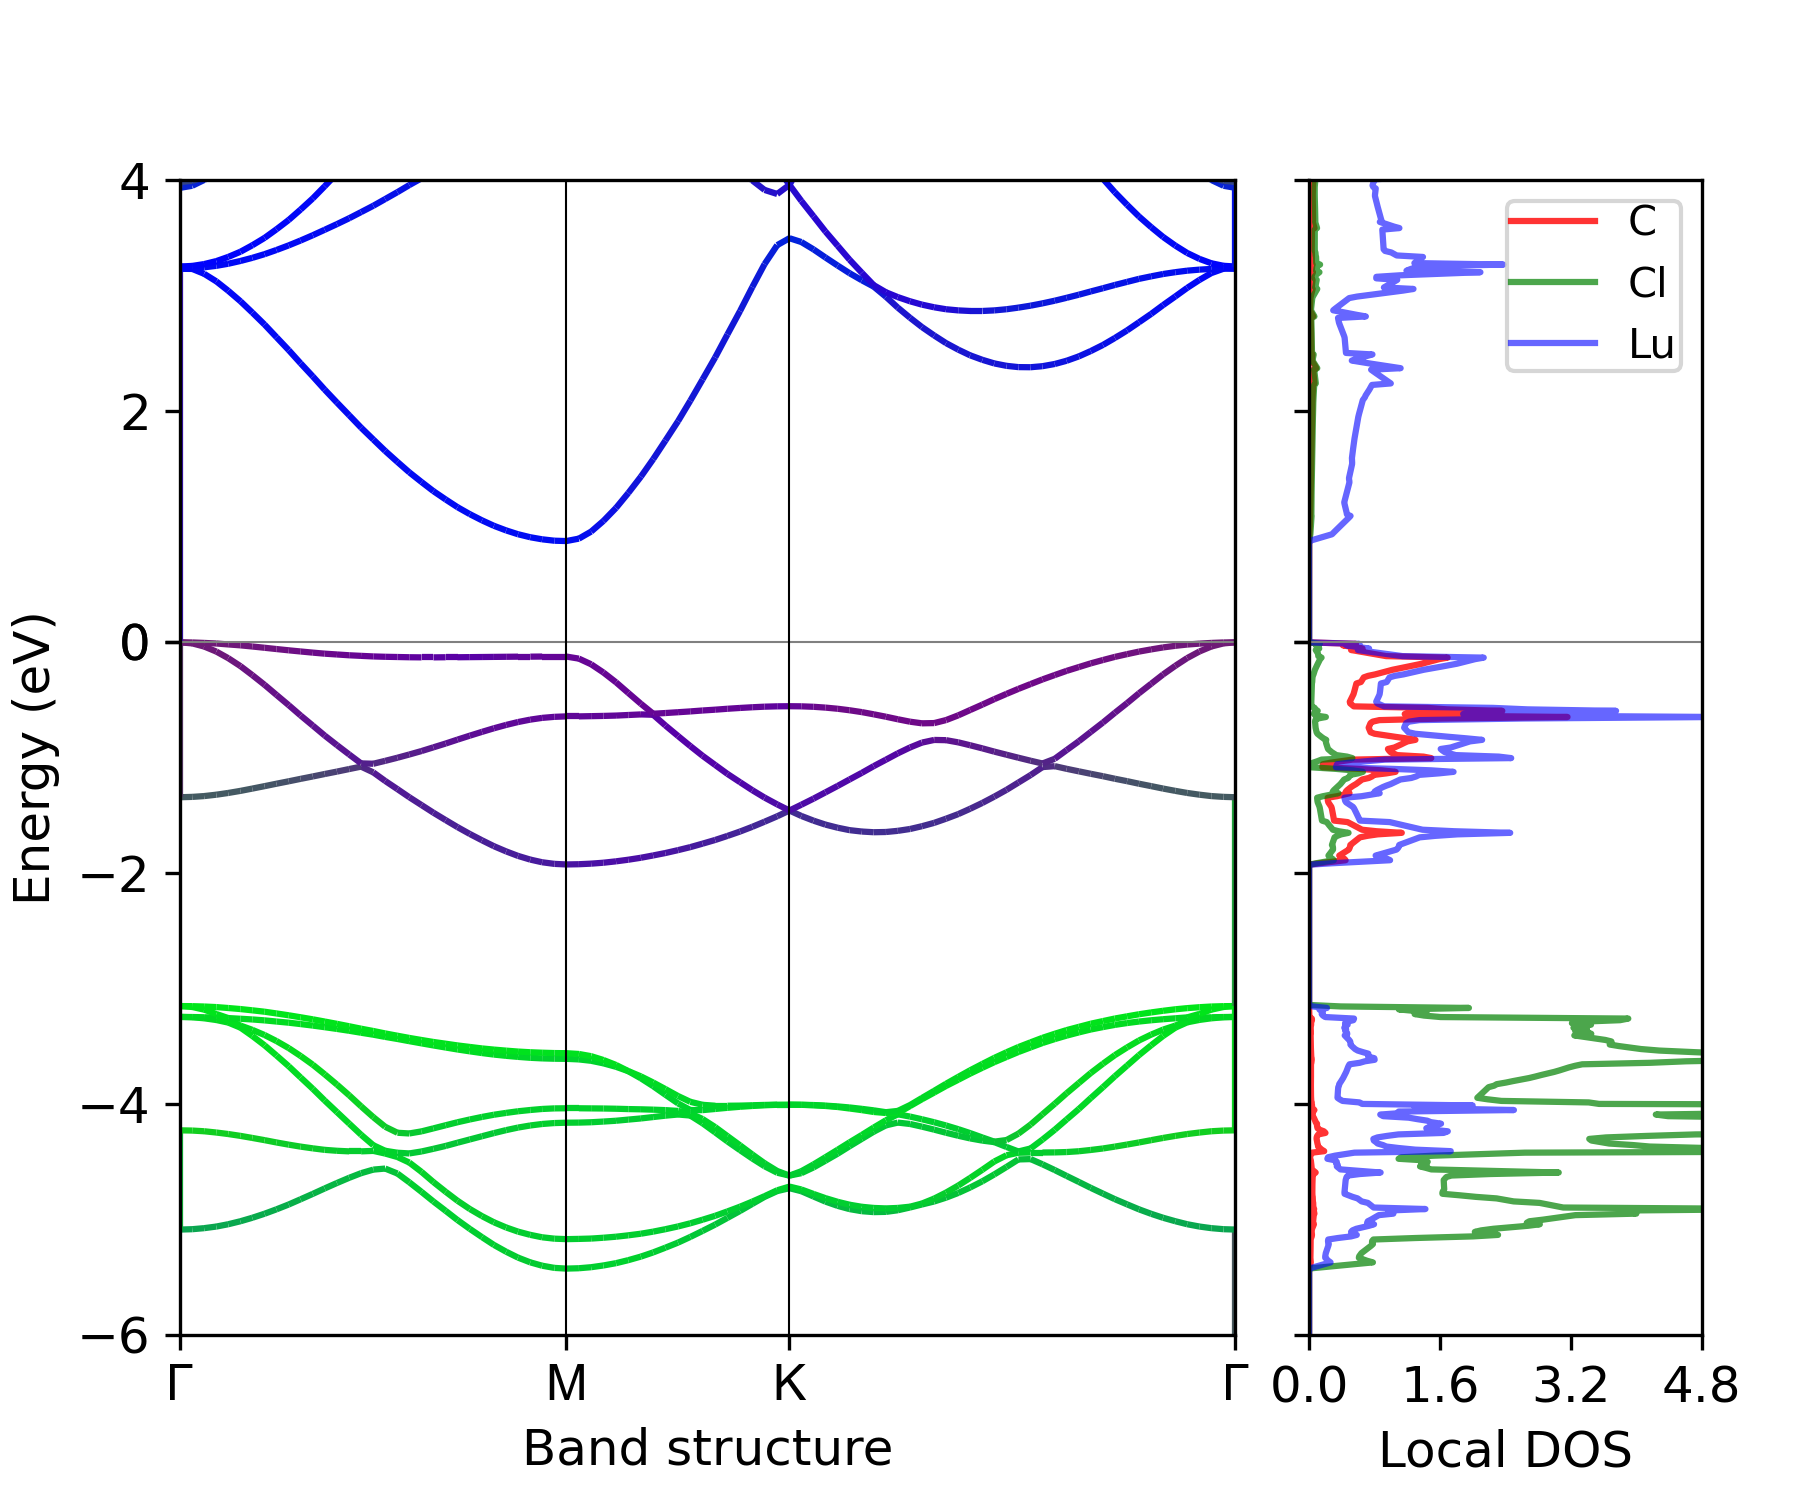 4
2
0
−2
−4
−6
Energy (eV)
Γ
M
K
Γ
Band structure
C
Cl
Lu
0.0
1.6
3.2
4.8
Local DOS